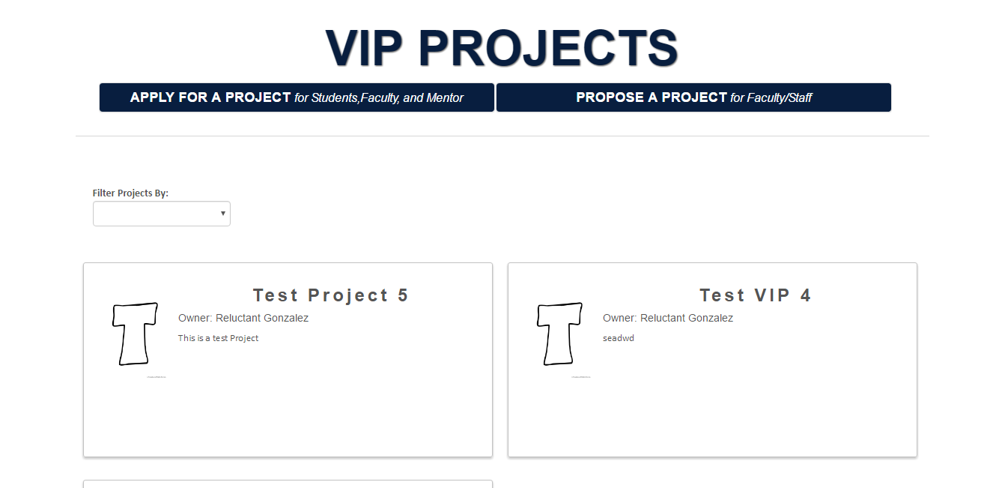 VIP PROJECTS
APPLY FOR A PROJECT for Students,Faculty, and Mentor
PROPOSE A PROJECT for Faculty/Staff
Filter Projects By:
T
Test Project 5
Owner: Reluctant Gonzalez
This is a test Project
T
Test VIP 4
Owner: Reluctant Gonzalez
seadwd